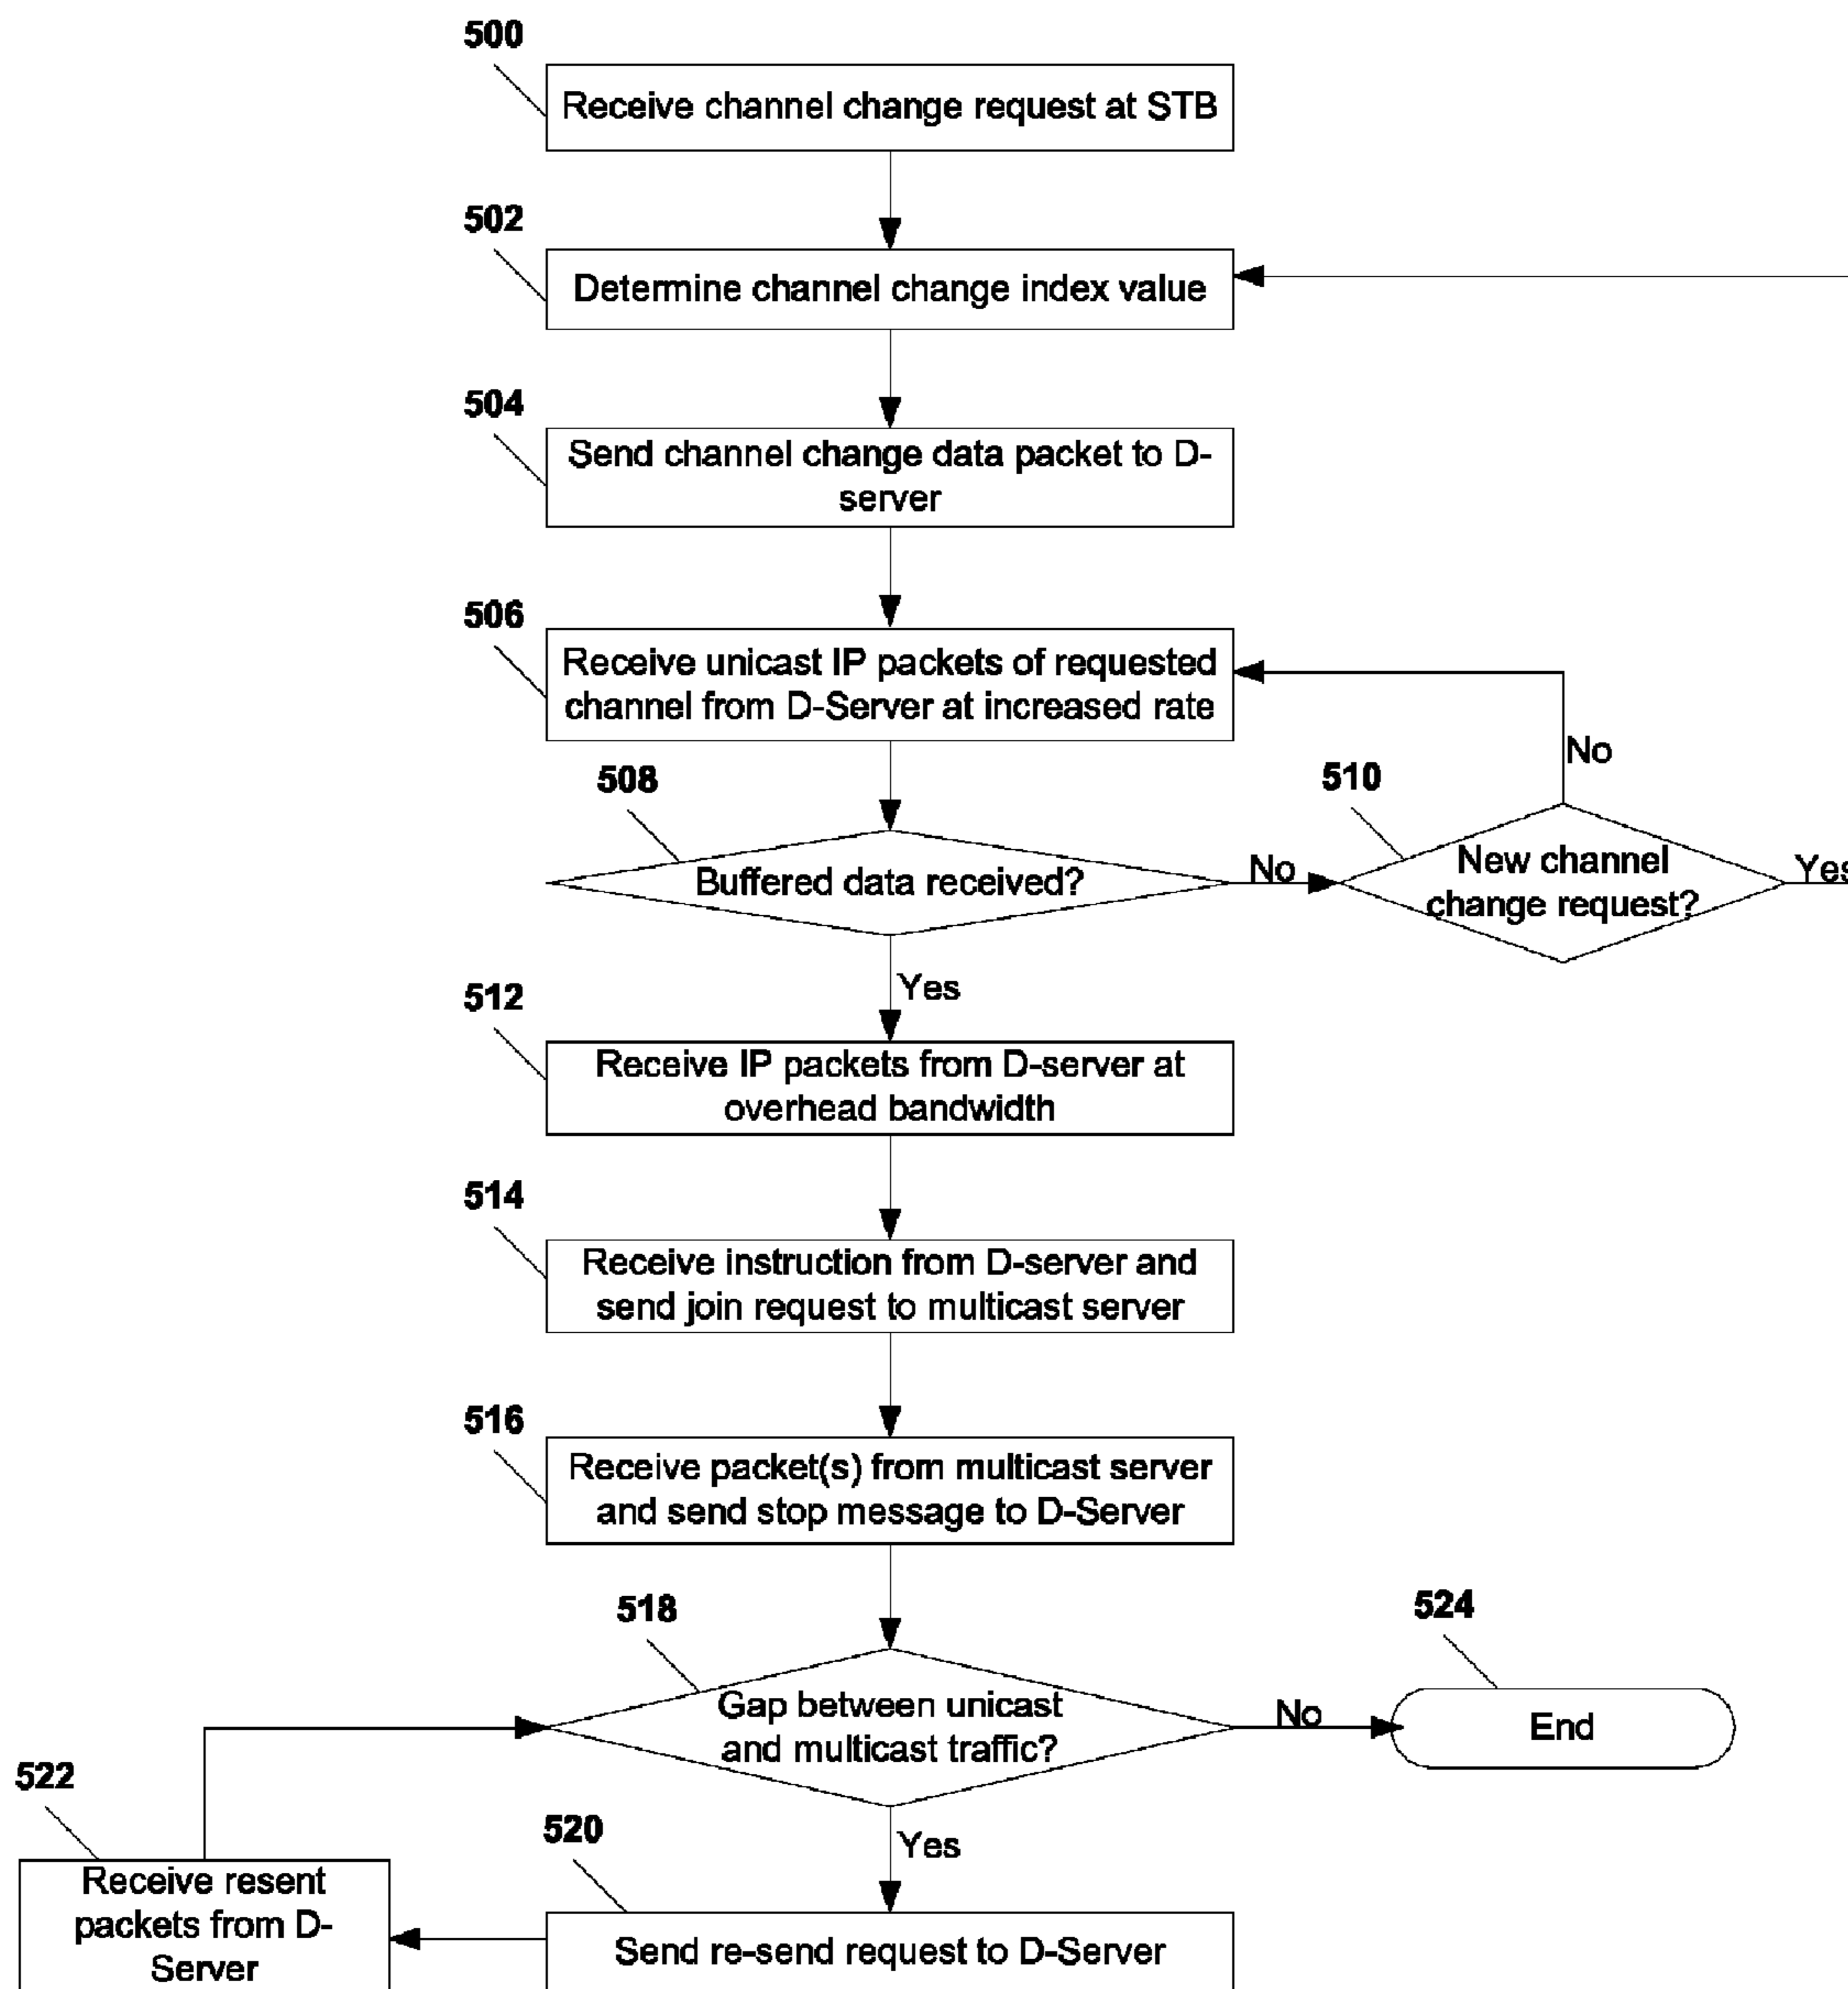 500
Receive channel change request at STB
502
Determine channel change index value
504
Send channel change data packet to D-
server
506
Receive unicast IP packets of requested
channel from D-Server at increased rate
No
508
510
Buffered data received?
No
New channel
change request?
Yes
Yes
512
Receive IP packets from D-server at
overhead bandwidth
514
Receive instruction from D-server and
send join request to multicast server
516
Receive packet(s) from multicast server
and send stop message to D-Server
518
524
Gap between unicast
and multicast traffic?
No
End
522
520
Yes
Receive resent
packets from D-
Server
Send re-send request to D-Server